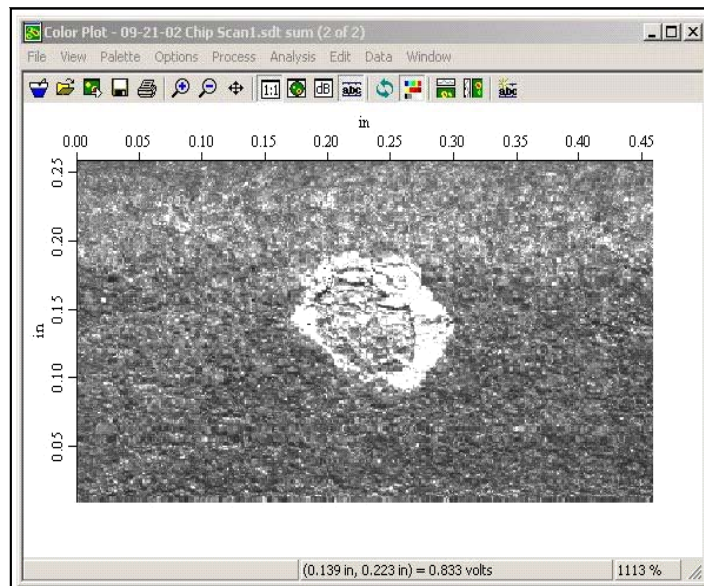 Color Plot - 09-21-02 Chip Scan1.sdt sum (2 of 2)
File View Palette Options Process Analysis Edit Data Window
1:1 dB abc abc
in
0.00 0.05 0.10 0.15 0.20 0.25 0.30 0.35 0.40 0.45
0.25
0.20
0.15
in
0.10
0.05
(0.139 in, 0.223 in) = 0.833 volts 1113 %